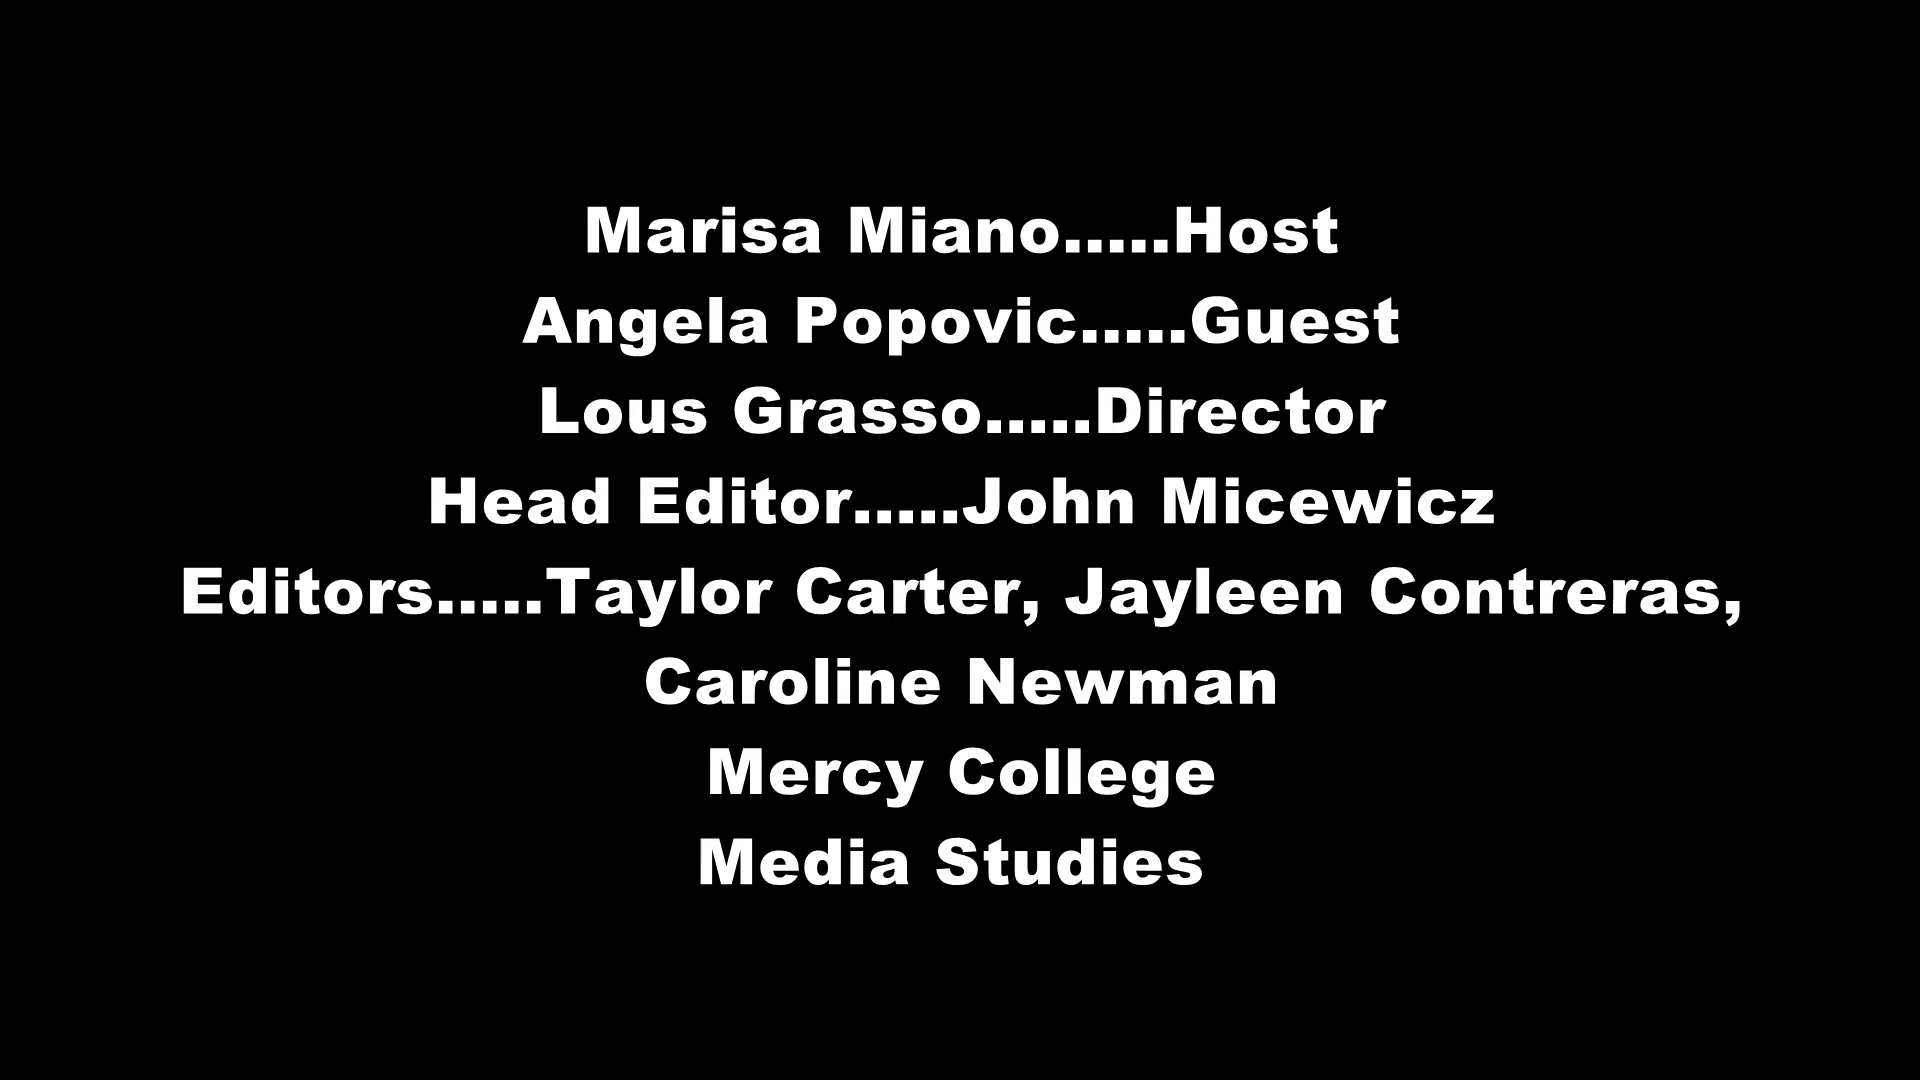 Marisa Miano.....Host
Angela Popovic.....Guest
Lous Grasso.....Director
Head Editor.....John Micewicz
Editors.....Taylor Carter, Jayleen Contreras,
Caroline Newman
Mercy College
Media Studies